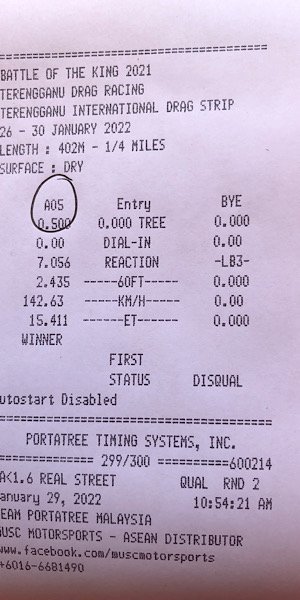 BATTLE OF THE KING 2021
TERENGGANU DRAG RACING
TERENGGANU INTERNATIONAL DRAG STRIP
26 - 30 JANUARY 2022
LENGTH : 402M - 1/4 MILES
SURFACE : DRY
A05 Entry BYE
0.500 0.000 TREE 0.000
0.00 DIAL-IN 0.00
7.056 REACTION -LB3-
2.435 -----60FT----- 0.000
142.63 -----KM/H----- 0.00
15.411 ------ET------ 0.000
WINNER
FIRST
STATUS DISQUAL
utostart Disabled
PORTATREE TIMING SYSTEMS, INC.
=========== 299/300 ===========600214
A<1.6 REAL STREET QUAL RND 2
anuary 29, 2022 10:54:21 AM
EAM PORTATREE MALAYSIA
MUSC MOTORSPORTS - ASEAN DISTRIBUTOR
www.facebook.com/muscmotorsports
+6016-6681490